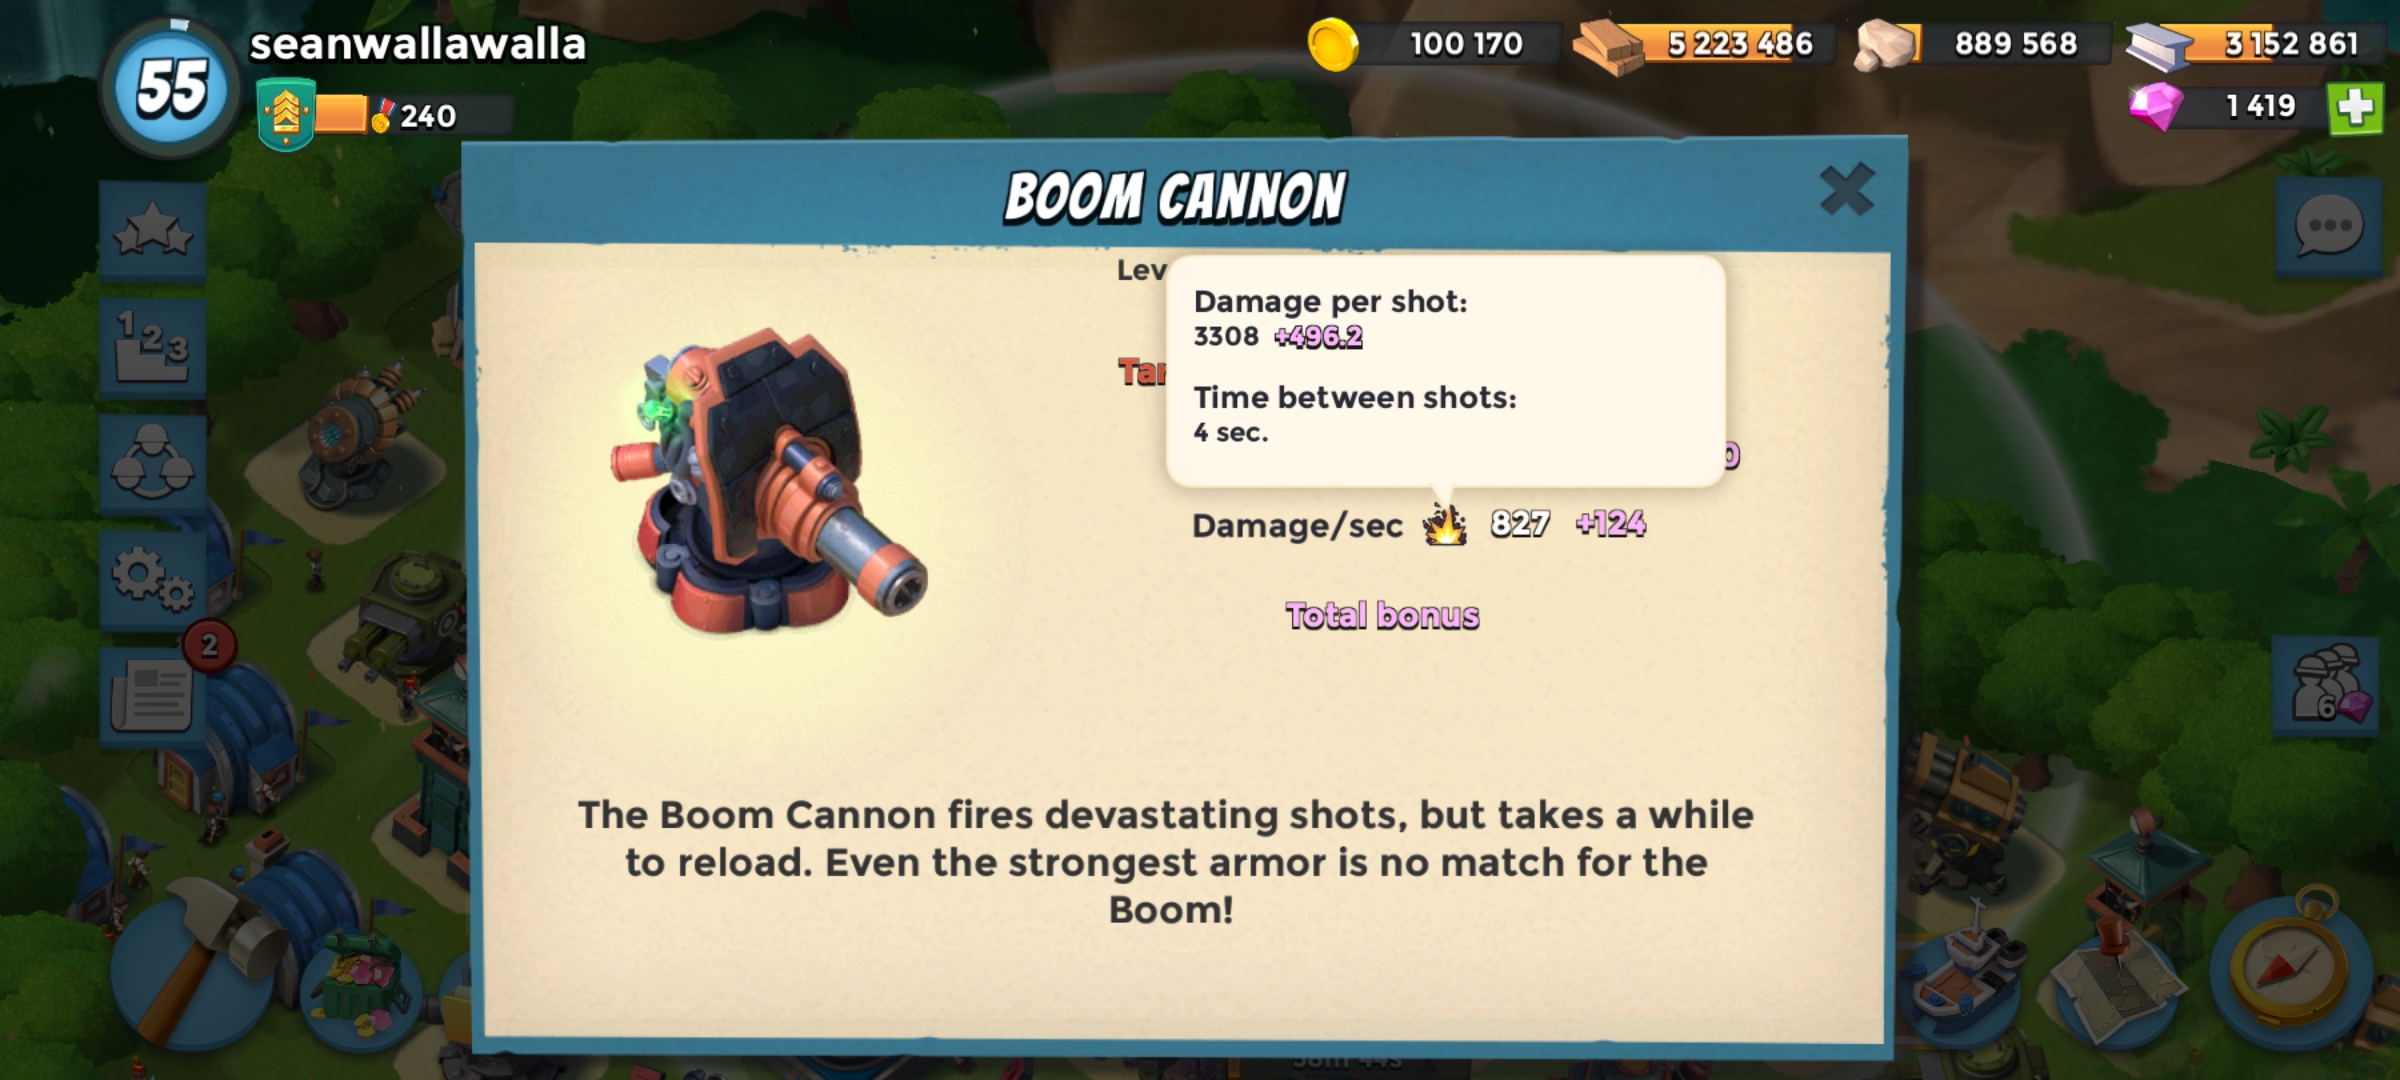 55
seanwallawalla
240
100 170
5 223 486
889 568
3 152 861
1 419
BOOM CANNON
1 2 3
2
6
Damage per shot:
3308 +496.2
Time between shots:
4 sec.
Damage/sec 827 +124
Total bonus
The Boom Cannon fires devastating shots, but takes a while
to reload. Even the strongest armor is no match for the
Boom!